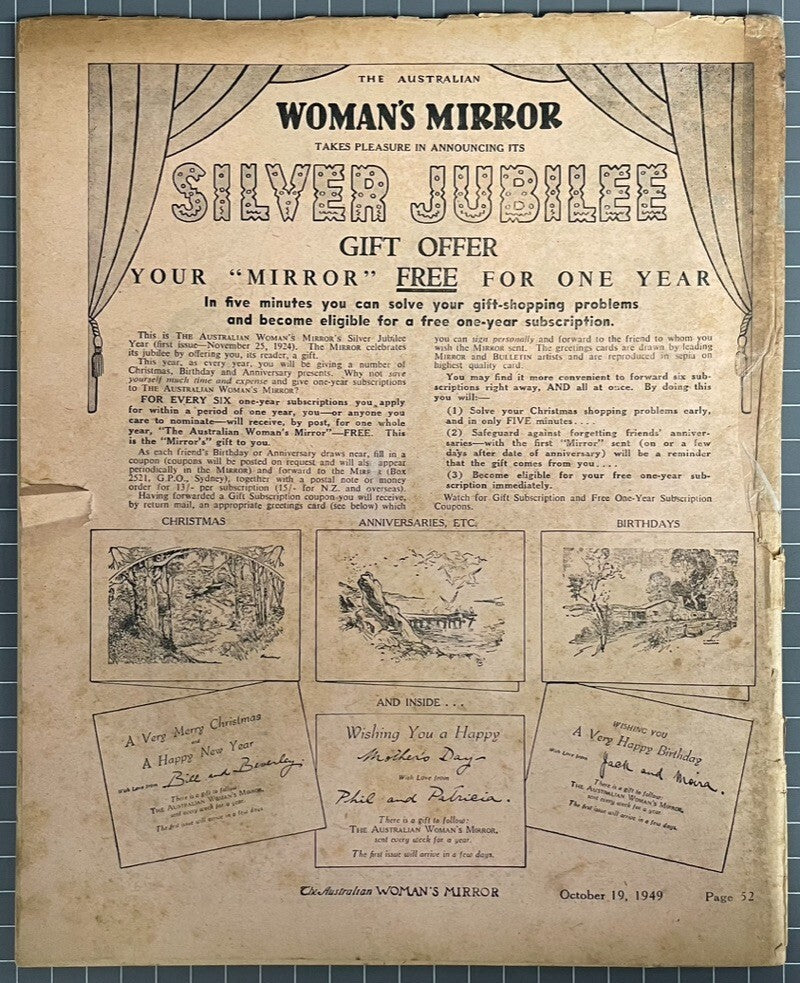 THE AUSTRALIAN
WOMAN'S MIRROR
TAKES PLEASURE IN ANNOUNCING ITS
SILVER JUBILEE
GIFT OFFER
YOUR "MIRROR" FREE FOR ONE YEAR
In five minutes you can solve your gift-shopping problems
and become eligible for a free one-year subscription.
This is THE AUSTRALIAN WOMAN'S MIRROR'S Silver Jubilee
Year (first issue—November 25, 1924). The MIRROR celebrates
its jubilee by offering you, its reader, a gift.
This year, as every year, you will be giving a number of
Christmas, Birthday and Anniversary presents. Why not save
yourself much time and expense and give one-year subscriptions
to THE AUSTRALIAN WOMAN'S MIRROR?
FOR EVERY SIX one-year subscriptions you apply
for within a period of one year, you—or anyone you
care to nominate—will receive, by post, for one whole
year, "The Australian Woman's Mirror"—FREE. This
is the "Mirror's" gift to you.
As each friend's Birthday or Anniversary draws near, fill in a
coupon (coupons will be posted on request and will als appear
periodically in the MIRROR) and forward to the (Box
2521, G.P.O., Sydney), together with a postal note or money
order for 13/- per subscription (15/- for N.Z. and overseas).
Having forwarded a Gift Subscription coupon you will receive,
by return mail, an appropriate greetings card (see below) which
you can sign personally and forward to the friend to whom you
wish the MIRROR sent. The greetings cards are drawn by leading
MIRROR and BULLETIN artists and are reproduced in sepia on
highest quality card.
You may find it more convenient to forward six sub-
scriptions right away, AND all at once. By doing this
you will:—
(1) Solve your Christmas shopping problems early,
and in only FIVE minutes...
(2) Safeguard against forgetting friends' anniver-
saries—with the first "Mirror" sent (on or a few
days after date of anniversary) will be a reminder
that the gift comes from you....
(3) Become eligible for your free one-year sub-
scription immediately.
Watch for Gift Subscription and Free One-Year Subscription
Coupons.
CHRISTMAS
ANNIVERSARIES, ETC.
BIRTHDAYS
AND INSIDE...
A Very Merry Christmas
and
A Happy New Year
With Love from Bill and Beverley.
There is a gift to follow:
THE AUSTRALIAN WOMAN'S MIRROR,
sent every week for a year.
The first issue will arrive in a few days.
Wishing You a Happy
Mother's Day
With Love from
Phil and Patricia.
There is a gift to follow:
THE AUSTRALIAN WOMAN'S MIRROR,
sent every week for a year.
The first issue will arrive in a few days.
WISHING YOU
A Very Happy Birthday
With Love from Jack and Moira.
There is a gift to follow:
THE AUSTRALIAN WOMAN'S MIRROR,
sent every week for a year.
The first issue will arrive in a few days.
The Australian WOMAN'S MIRROR
October 19, 1949
Page 52